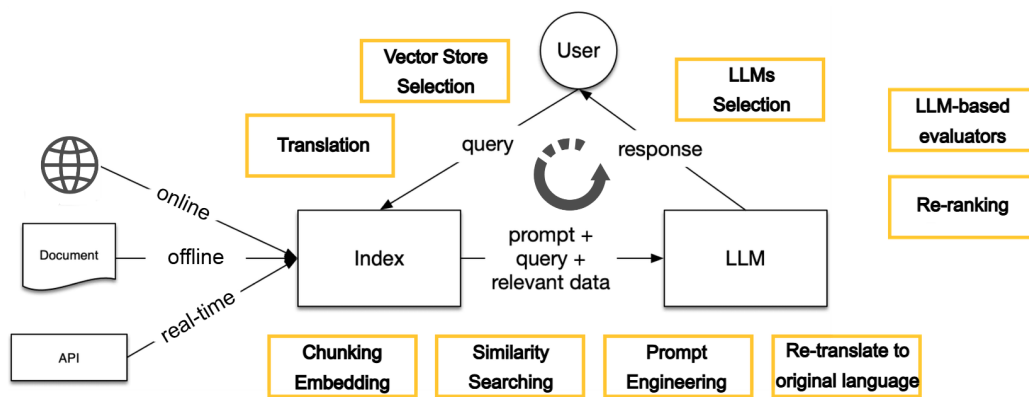 User
Vector Store
Selection
LLMs
Selection
LLM-based
evaluators
Translation
query
response
Re-ranking
online
Document
offline
Index
prompt +
query +
relevant data
LLM
real-time
API
Chunking
Embedding
Similarity
Searching
Prompt
Engineering
Re-translate to
original language